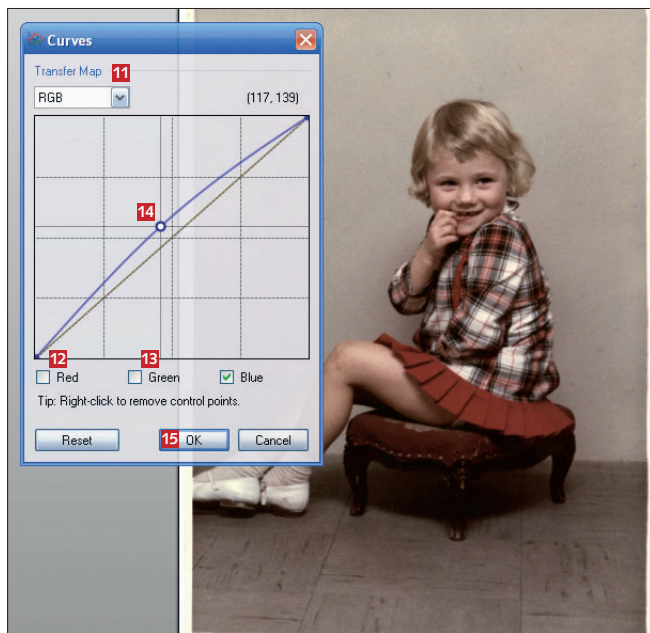 Curves
Transfer Map 11
RGB (117, 139)
14
12 13
Red Green Blue
Tip: Right-click to remove control points.
Reset 15 OK Cancel